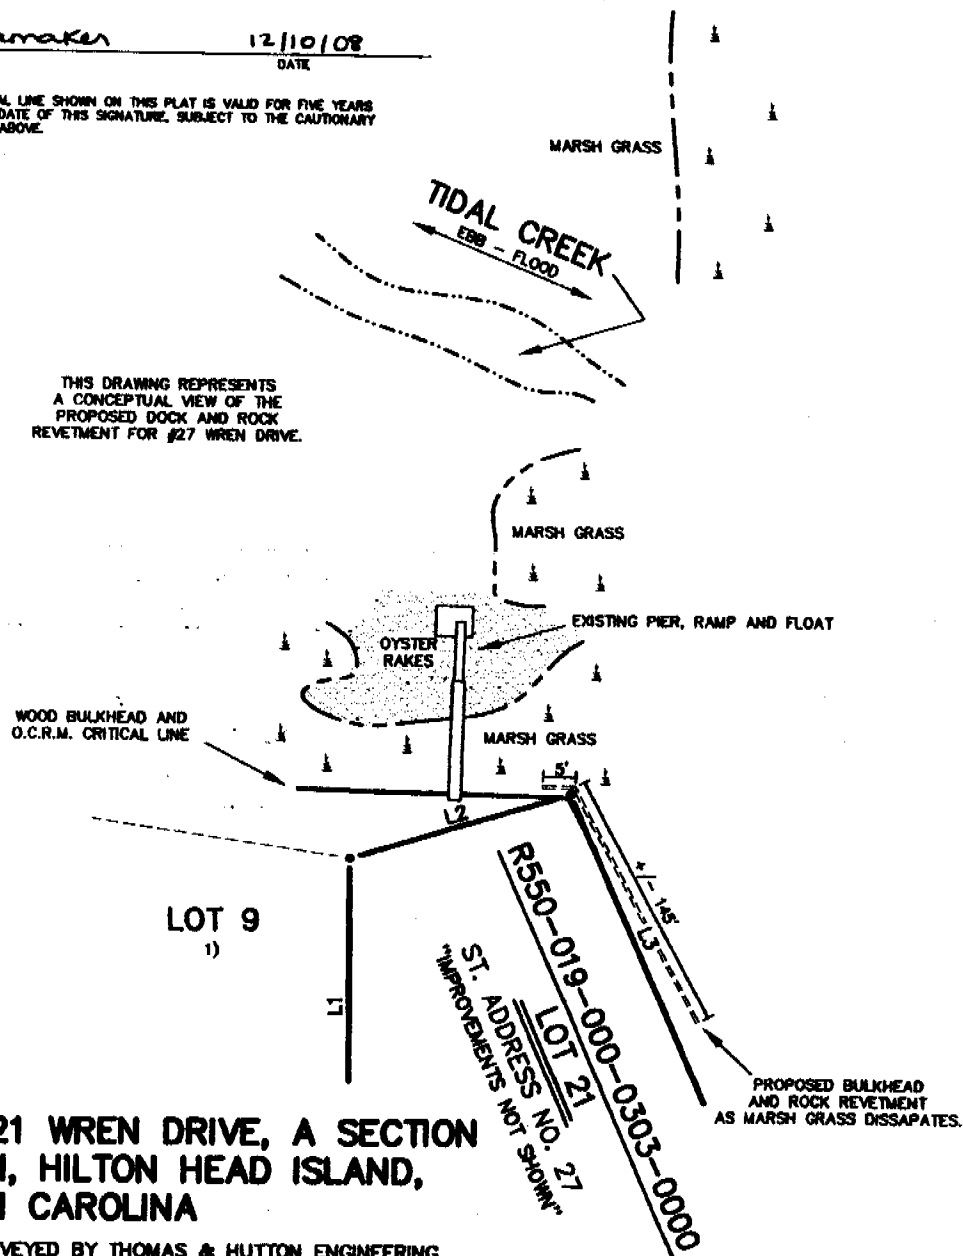 12/10/08
DATE
LINE SHOWN ON THIS PLAT IS VALID FOR FIVE YEARS
DATE OF THIS SIGNATURE, SUBJECT TO THE CAUTIONARY
ABOVE.
MARSH GRASS
TIDAL CREEK
EBB - FLOOD
THIS DRAWING REPRESENTS
A CONCEPTUAL VIEW OF THE
PROPOSED DOCK AND ROCK
REVETMENT FOR #27 WREN DRIVE.
MARSH GRASS
EXISTING PIER, RAMP AND FLOAT
OYSTER
RAKES
WOOD BULKHEAD AND
O.C.R.M. CRITICAL LINE
MARSH GRASS
5'
L2
+/- 145'
L3
LOT 9
1)
L1
R550-019-000-0303-0000
LOT 21
ST. ADDRESS NO. 27
"IMPROVEMENTS NOT SHOWN"
PROPOSED BULKHEAD
AND ROCK REVETMENT
AS MARSH GRASS DISSAPATES.
21 WREN DRIVE, A SECTION
, HILTON HEAD ISLAND,
CAROLINA
VEYED BY THOMAS & HUTTON ENGINEERING